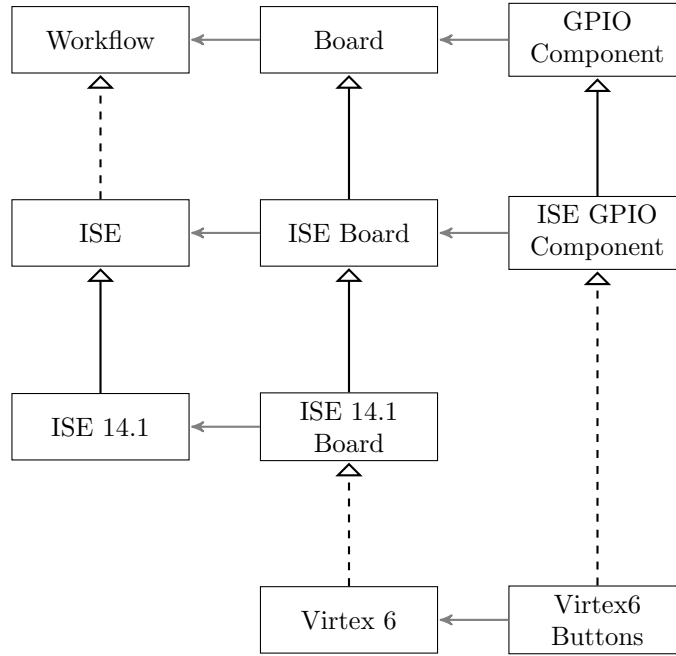 Workflow
Board
GPIO
Component
ISE
ISE Board
ISE GPIO
Component
ISE 14.1
ISE 14.1
Board
Virtex 6
Virtex6
Buttons